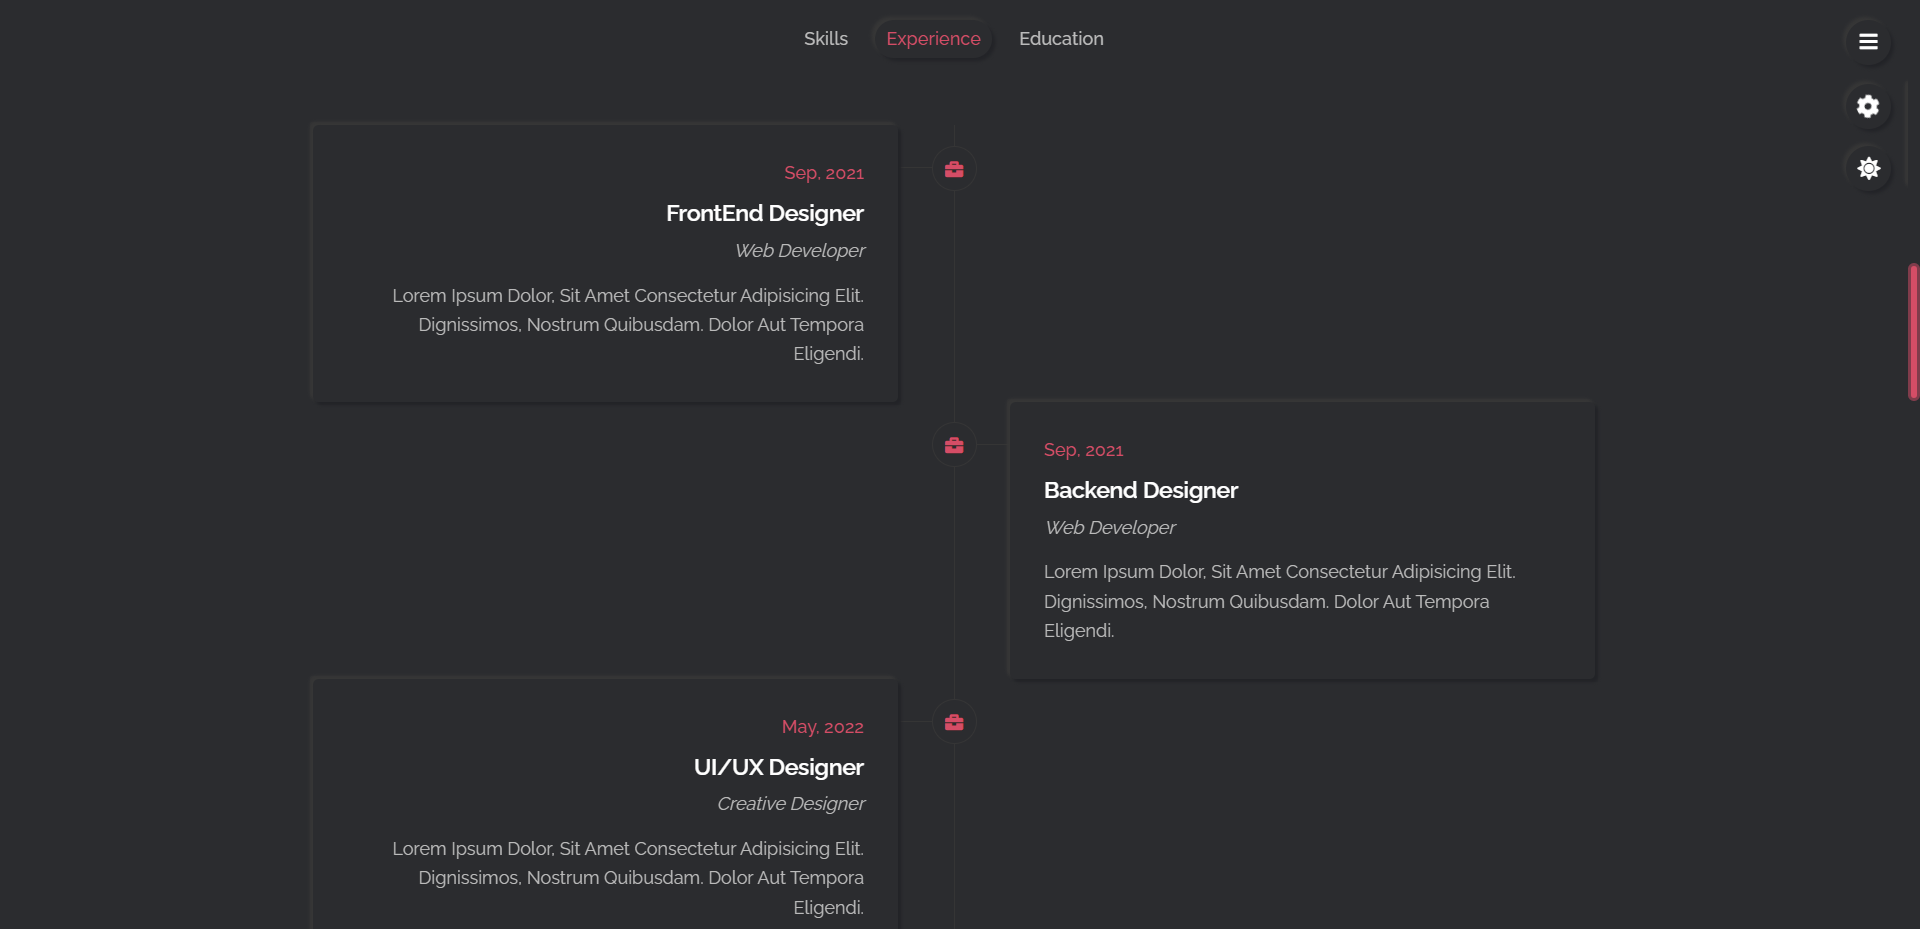 Skills
Experience
Education
Sep, 2021
FrontEnd Designer
Web Developer
Lorem Ipsum Dolor, Sit Amet Consectetur Adipisicing Elit.
Dignissimos, Nostrum Quibusdam. Dolor Aut Tempora
Eligendi.
Sep, 2021
Backend Designer
Web Developer
Lorem Ipsum Dolor, Sit Amet Consectetur Adipisicing Elit.
Dignissimos, Nostrum Quibusdam. Dolor Aut Tempora
Eligendi.
May, 2022
UI/UX Designer
Creative Designer
Lorem Ipsum Dolor, Sit Amet Consectetur Adipisicing Elit.
Dignissimos, Nostrum Quibusdam. Dolor Aut Tempora
Eligendi.